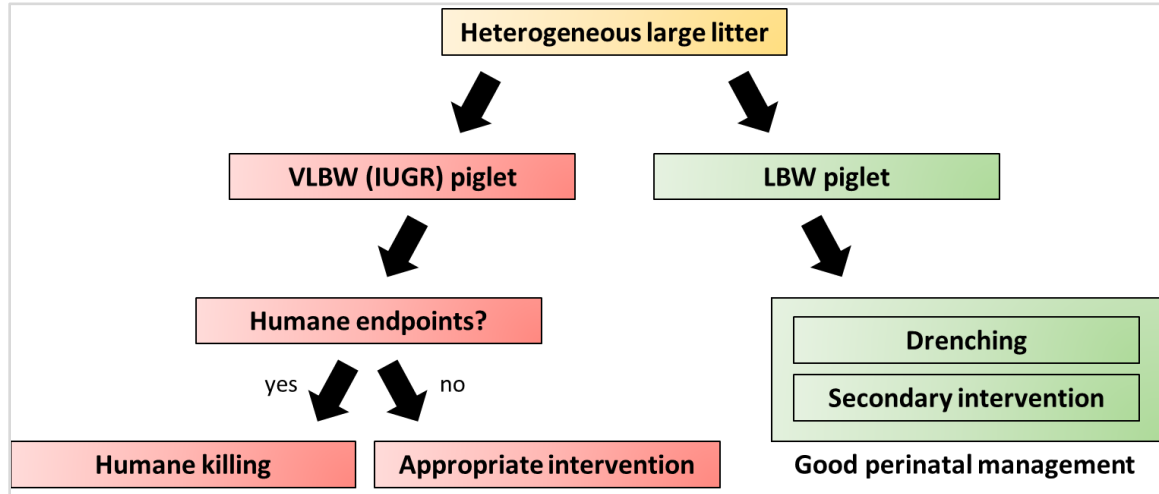 Heterogeneous large litter
VLBW (IUGR) piglet
LBW piglet
Humane endpoints?
Drenching
Secondary intervention
yes
no
Humane killing
Appropriate intervention
Good perinatal management